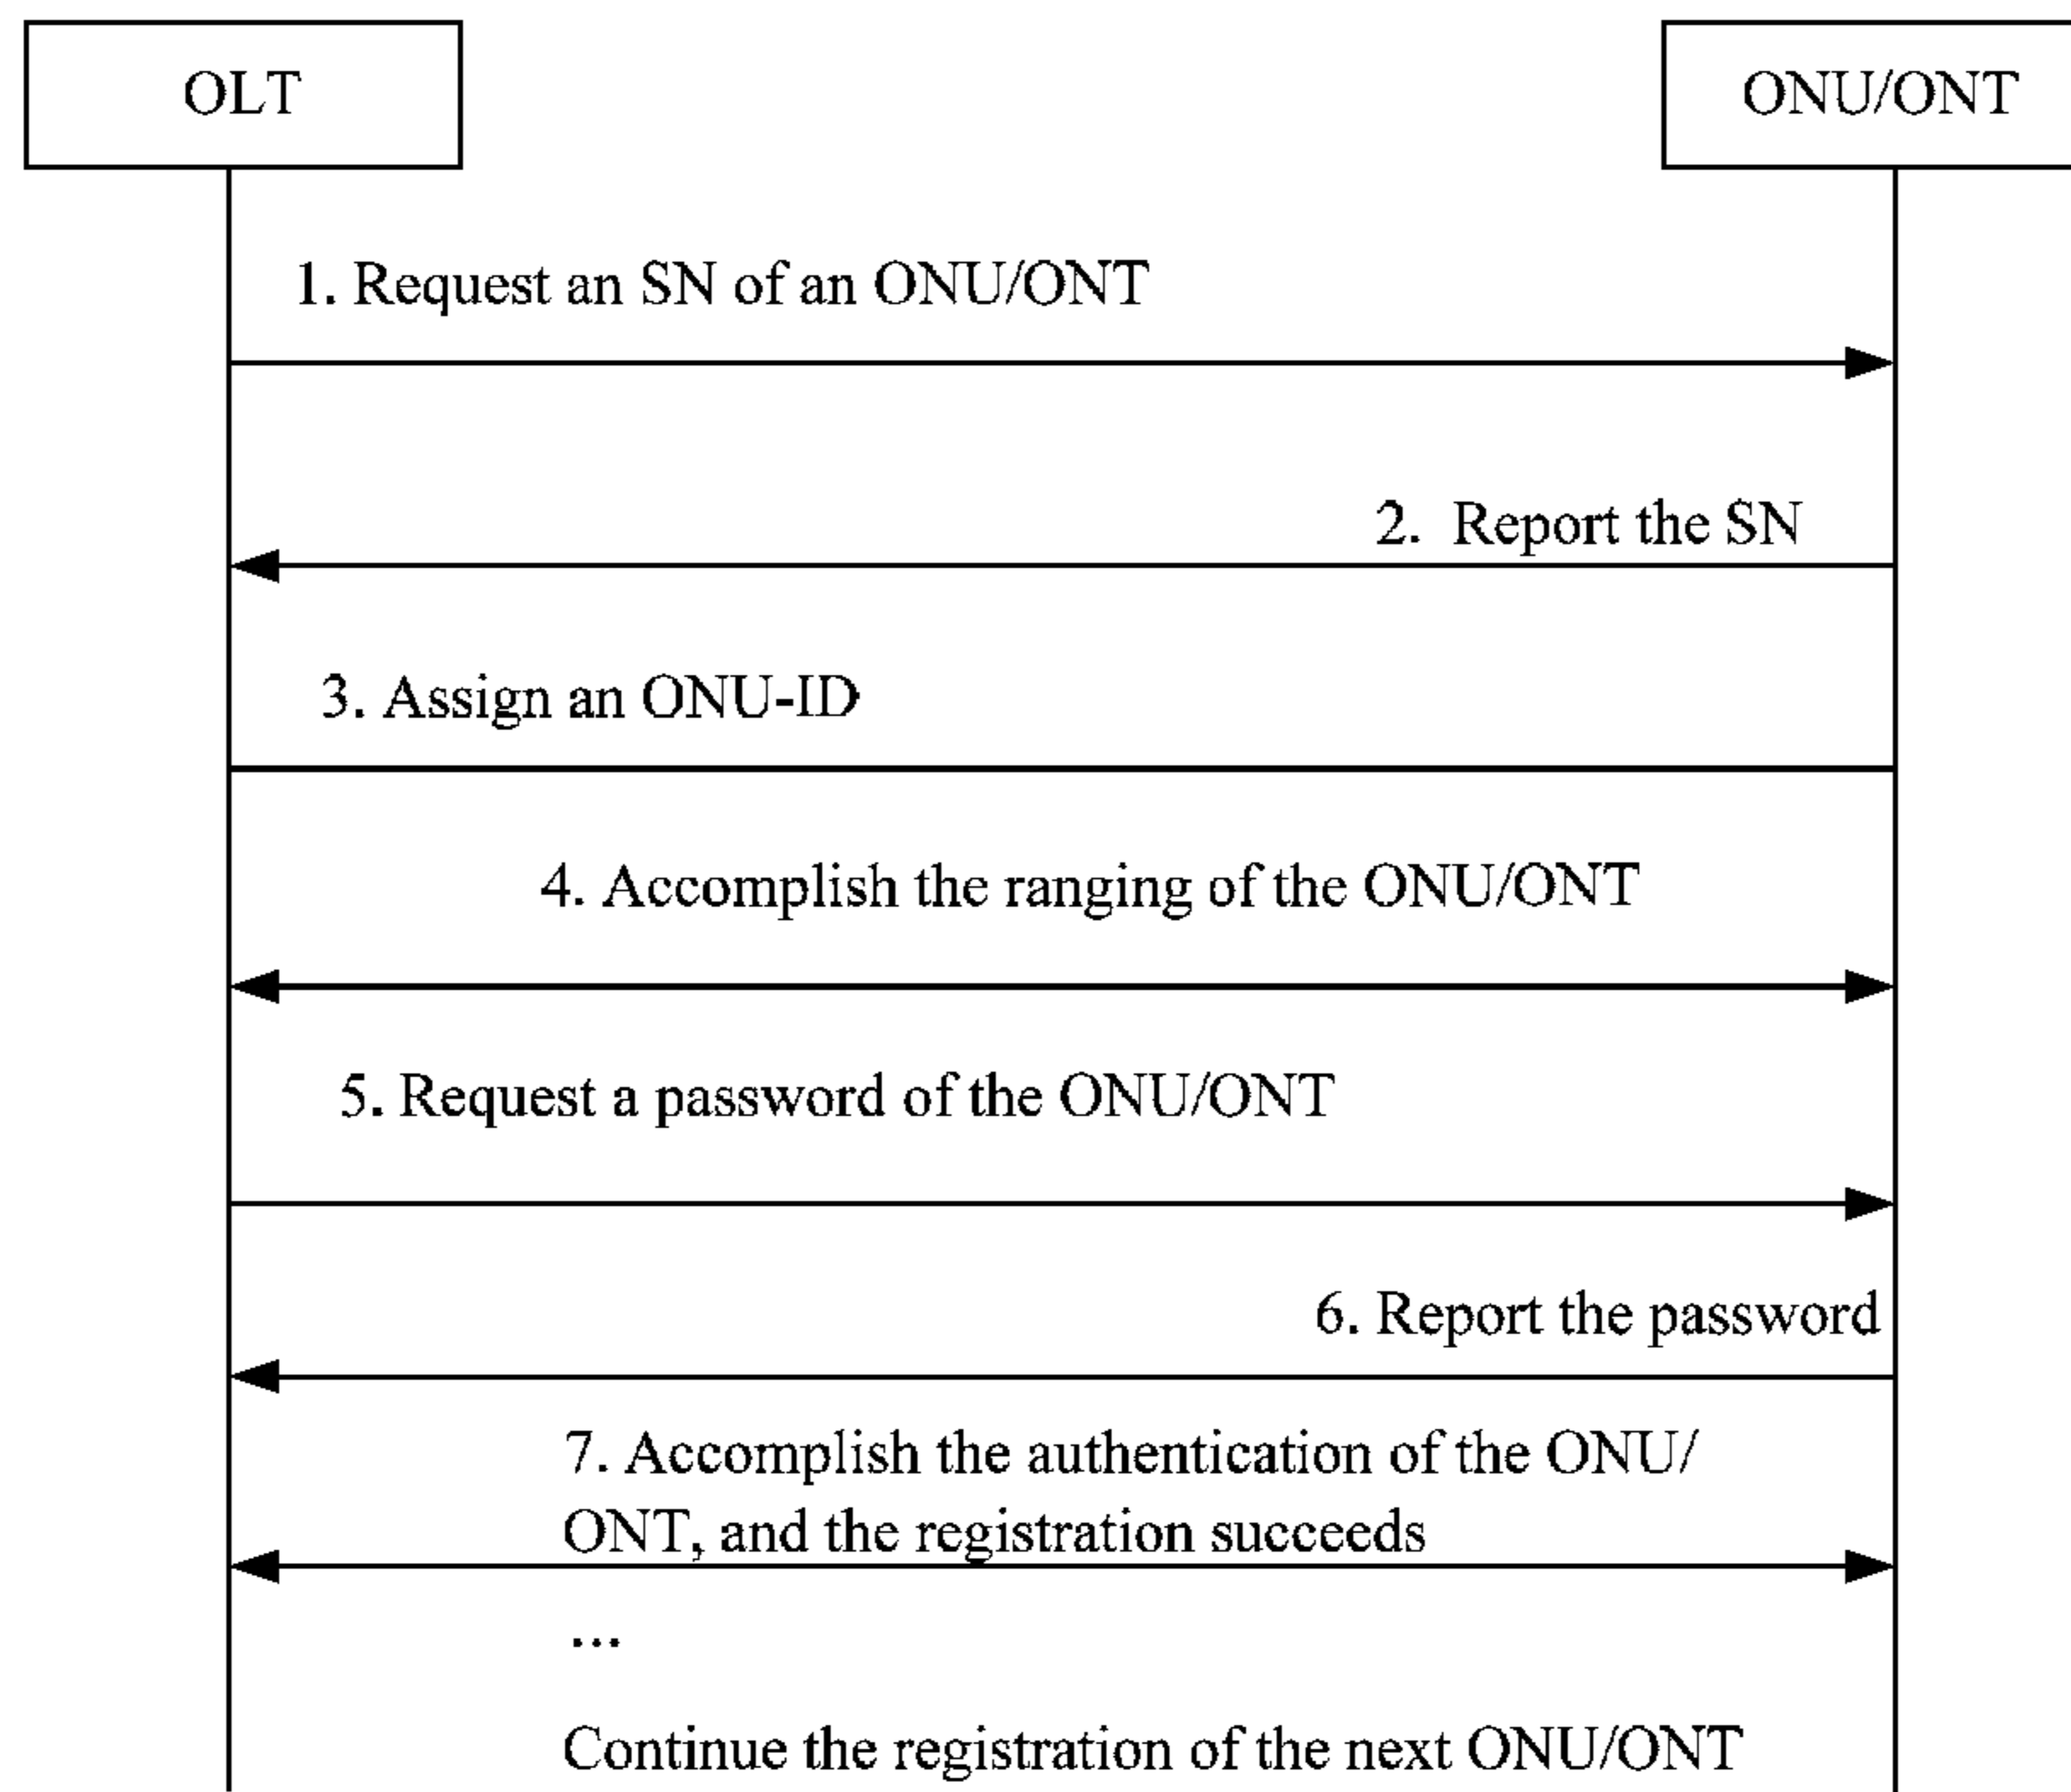 OLT
ONU/ONT
1. Request an SN of an ONU/ONT
2. Report the SN
3. Assign an ONU-ID
4. Accomplish the ranging of the ONU/ONT
5. Request a password of the ONU/ONT
6. Report the password
7. Accomplish the authentication of the ONU/
ONT, and the registration succeeds
...
Continue the registration of the next ONU/ONT